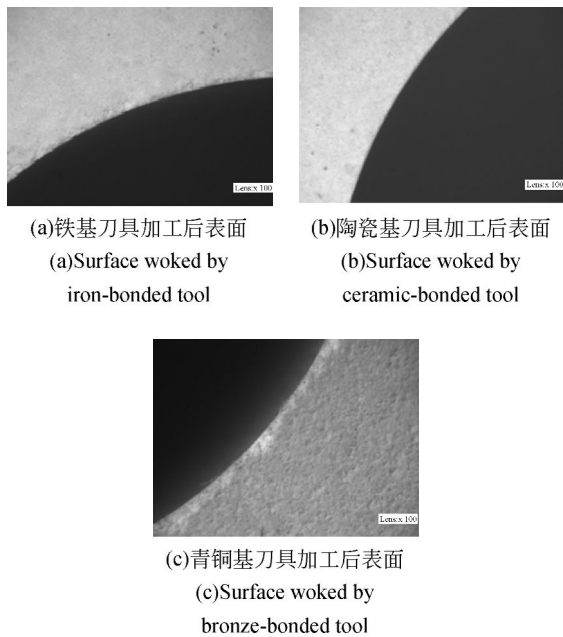 Lens:x 100
Lens:x 100
(a)铁基刀具加工后表面
(a)Surface woked by
iron-bonded tool
(b)陶瓷基刀具加工后表面
(b)Surface woked by
ceramic-bonded tool
Lens:x 100
(c)青铜基刀具加工后表面
(c)Surface woked by
bronze-bonded tool